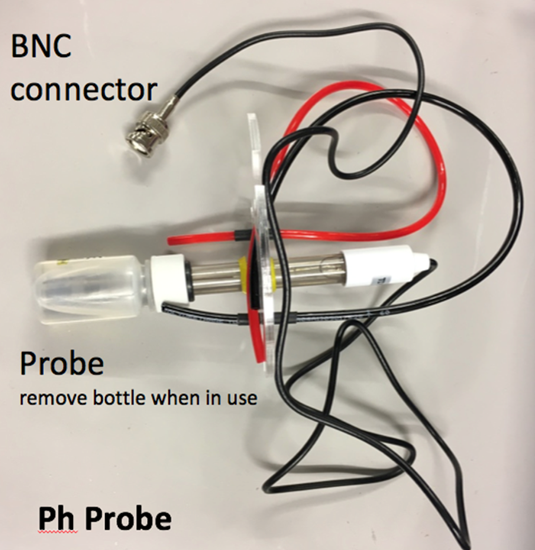 BNC
connector
Probe
remove bottle when in use
Ph Probe